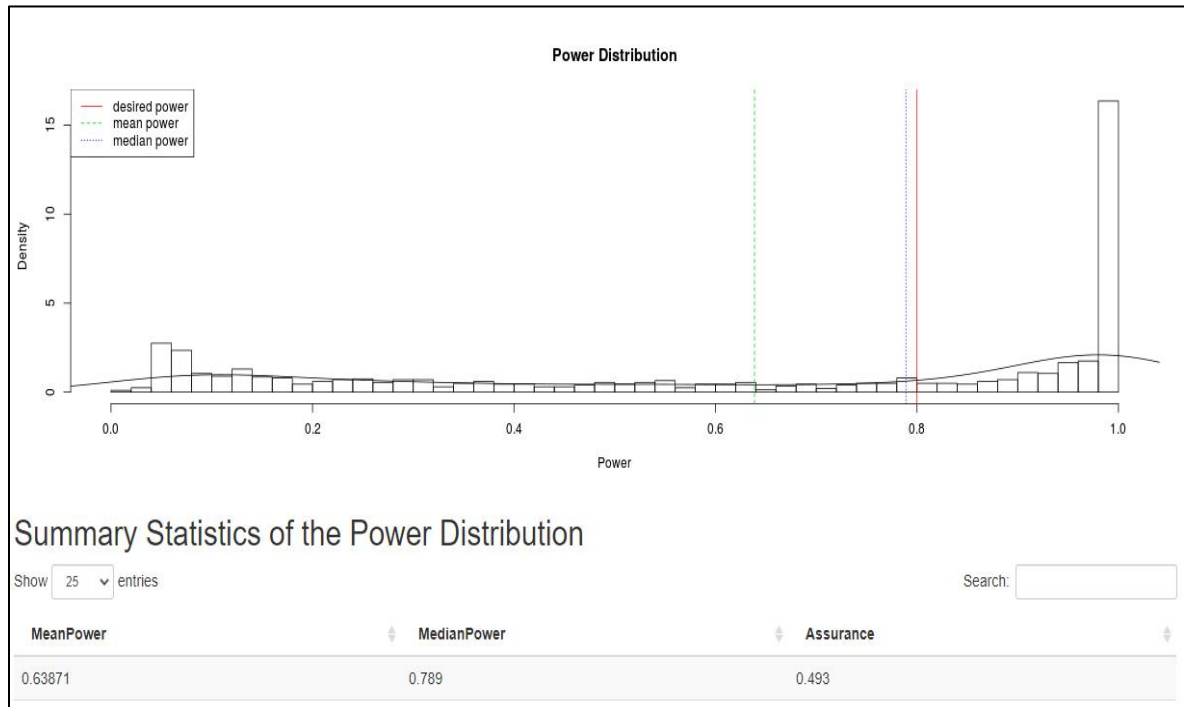 Power Distribution
desired power
mean power
median power
15
10
5
0
Density
0.0 0.2 0.4 0.6 0.8 1.0
Power
Summary Statistics of the Power Distribution
Show 25 entries Search:
MeanPower MedianPower Assurance
0.63871 0.789 0.493